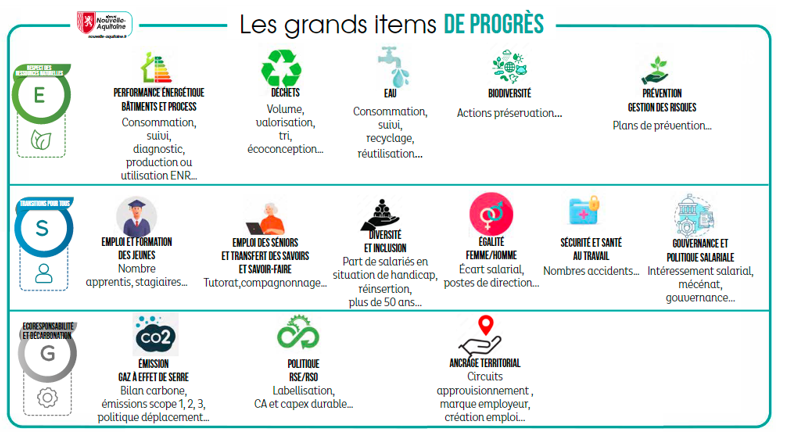 RÉGION
Nouvelle-
Aquitaine
nouvelle-aquitaine.fr
Les grands items DE PROGRÈS
RESPECT DES
RESSOURCES NATURELLES
E
PERFORMANCE ÉNERGÉTIQUE
BÂTIMENTS ET PROCESS
Consommation,
suivi,
diagnostic,
production ou
utilisation ENR...
DÉCHETS
Volume,
valorisation,
tri,
écoconception...
EAU
Consommation,
suivi,
recyclage,
réutilisation...
BIODIVERSITÉ
Actions préservation...
PRÉVENTION
GESTION DES RISQUES
Plans de prévention...
TRANSITIONS POUR TOUS
S
EMPLOI ET FORMATION
DES JEUNES
Nombre
apprentis, stagiaires...
EMPLOI DES SÉNIORS
ET TRANSFERT DES SAVOIRS
ET SAVOIR-FAIRE
Tutorat,compagnonnage...
DIVERSITÉ
ET INCLUSION
Part de salariés en
situation de handicap,
réinsertion,
plus de 50 ans...
ÉGALITÉ
FEMME/HOMME
Écart salarial,
postes de direction...
SÉCURITÉ ET SANTÉ
AU TRAVAIL
Nombres accidents...
GOUVERNANCE ET
POLITIQUE SALARIALE
Intéressement salarial,
mécénat,
gouvernance...
ECORESPONSABILITÉ
ET DÉCARBONATION
G
CO2
ÉMISSION
GAZ À EFFET DE SERRE
Bilan carbone,
émissions scope 1, 2, 3,
politique déplacement...
POLITIQUE
RSE/RSO
Labellisation,
CA et capex durable...
ANCRAGE TERRITORIAL
Circuits
approvisionnement ,
marque employeur,
création emploi...